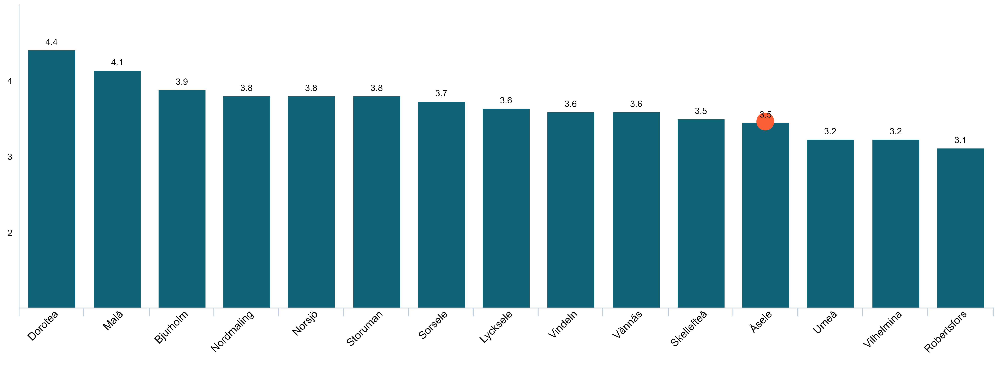 4.4
4.1
3.9
3.8
3.8
3.8
3.7
3.6
3.6
3.6
3.5
3.5
3.2
3.2
3.1
4
3
2
Dorotea
Malå
Bjurholm
Nordmaling
Norsjö
Storuman
Sorsele
Lycksele
Vindeln
Vännäs
Skellefteå
Åsele
Umeå
Vilhelmina
Robertsfors